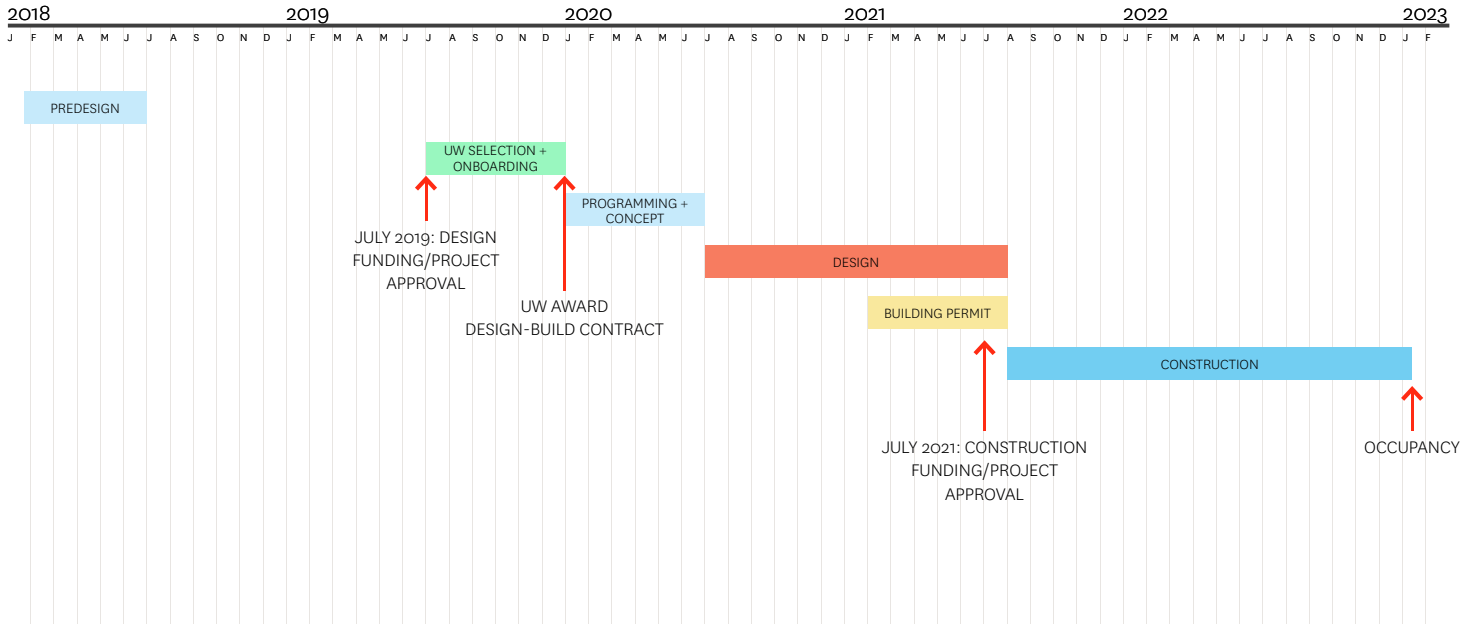 2018 2019 2020 2021 2022 2023
J F M A M J J A S O N D J F M A M J J A S O N D J F M A M J J A S O N D J F M A M J J A S O N D J F M A M J J A S O N D J F
PREDESIGN
UW SELECTION +
ONBOARDING
PROGRAMMING +
CONCEPT
JULY 2019: DESIGN
FUNDING/PROJECT
APPROVAL
DESIGN
UW AWARD
DESIGN-BUILD CONTRACT
BUILDING PERMIT
CONSTRUCTION
JULY 2021: CONSTRUCTION
FUNDING/PROJECT
APPROVAL
OCCUPANCY